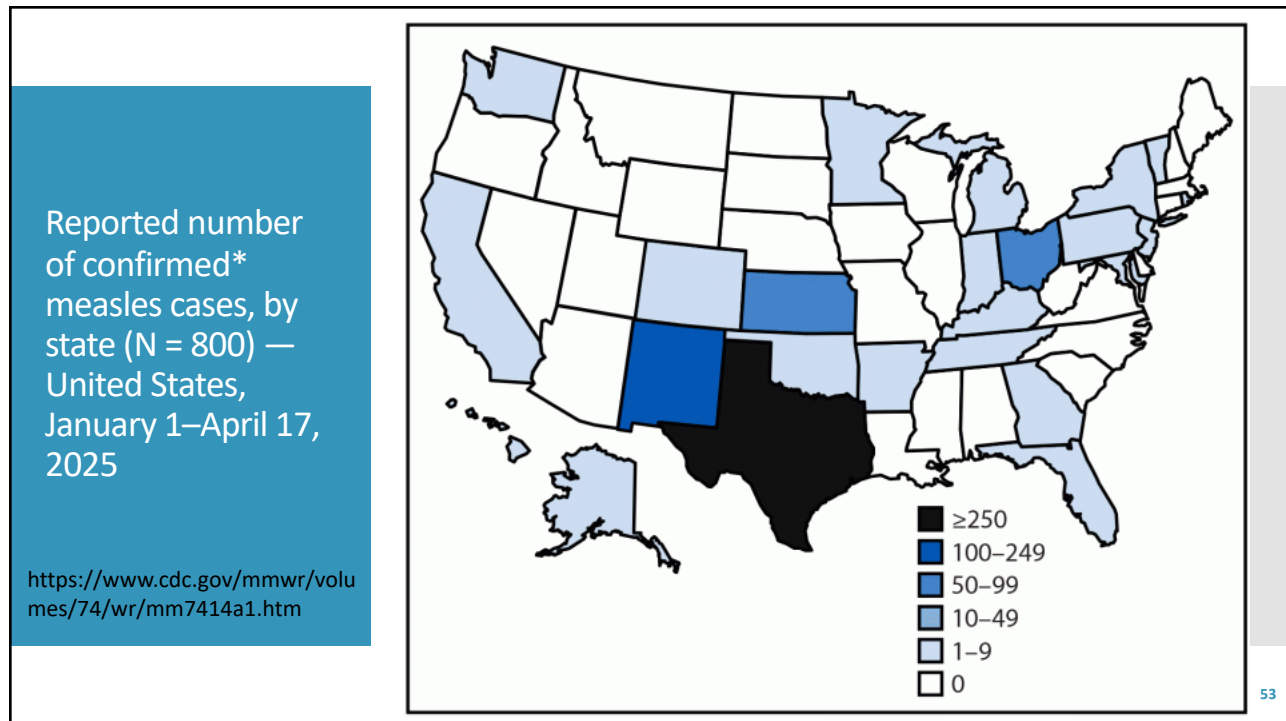 Reported number
of confirmed*
measles cases, by
state (N = 800) —
United States,
January 1–April 17,
2025
https://www.cdc.gov/mmwr/volu
mes/74/wr/mm7414a1.htm
≥250
100–249
50–99
10–49
1–9
0
53